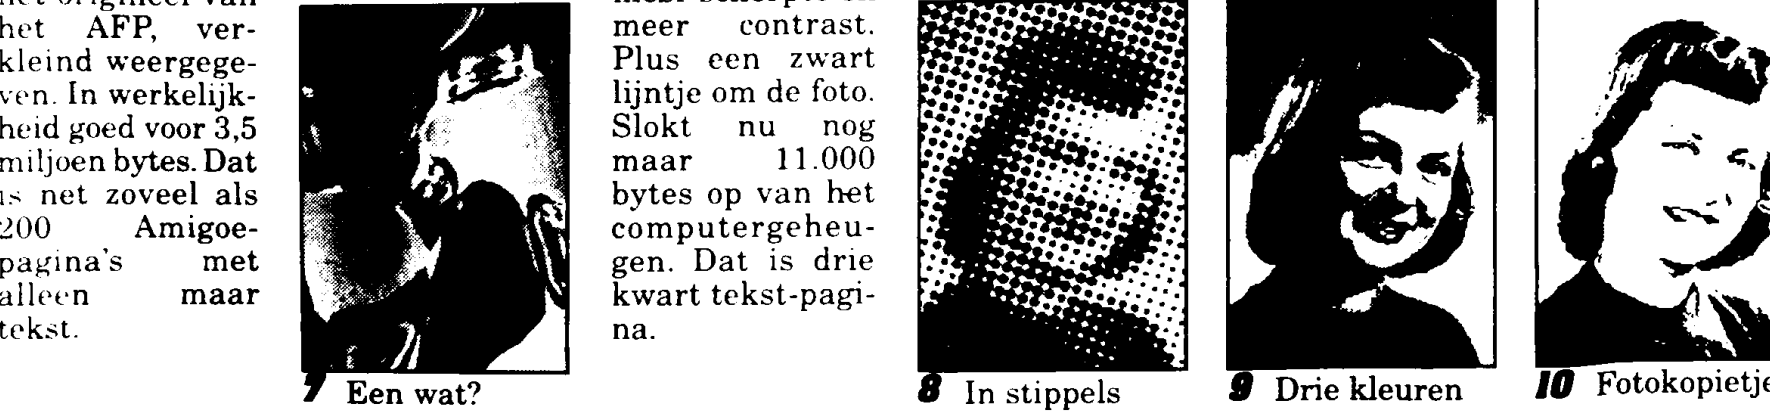 het origineel van
het AFP, ver-
kleind weergege-
ven. In werkelijk-
heid goed voor 3,5
miljoen bytes. Dat
is net zoveel als
200 Amigoe-
pagina's met
alleen maar
tekst.
7 Een wat?
meer contrast.
Plus een zwart
lijntje om de foto.
Slokt nu nog
maar 11.000
bytes op van het
computergeheu-
gen. Dat is drie
kwart tekst-pagi-
na.
8 In stippels
9 Drie kleuren
10 Fotokopietje